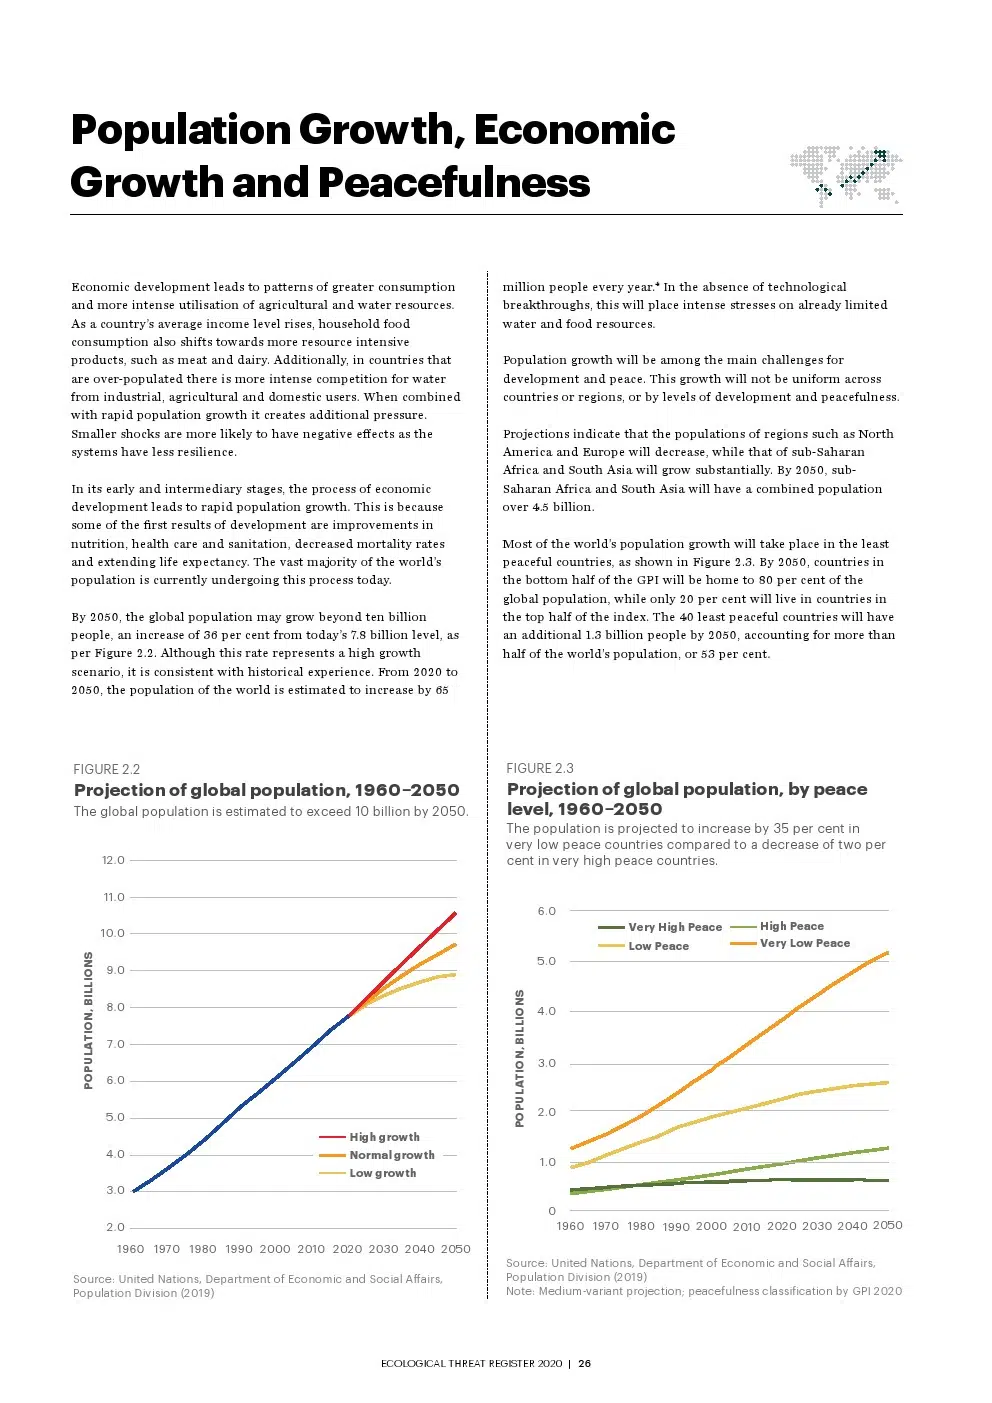 Population Growth, Economic
Growth and Peacefulness
Economic development leads to patterns of greater consumption
and more intense utilisation of agricultural and water resources.
As a country's average income level rises, household food
consumption also shifts towards more resource intensive
products, such as meat and dairy. Additionally, in countries that
are over-populated there is more intense competition for water
from industrial, agricultural and domestic users. When combined
with rapid population growth it creates additional pressure.
Smaller shocks are more likely to have negative effects as the
systems have less resilience.
In its early and intermediary stages, the process of economic
development leads to rapid population growth. This is because
some of the first results of development are improvements in
nutrition, health care and sanitation, decreased mortality rates
and extending life expectancy. The vast majority of the world's
population is currently undergoing this process today.
By 2050, the global population may grow beyond ten billion
people, an increase of 36 per cent from today's 7.8 billion level, as
per Figure 2.2. Although this rate represents a high growth
scenario, it is consistent with historical experience. From 2020 to
2050, the population of the world is estimated to increase by 65
million people every year.⁴ In the absence of technological
breakthroughs, this will place intense stresses on already limited
water and food resources.
Population growth will be among the main challenges for
development and peace. This growth will not be uniform across
countries or regions, or by levels of development and peacefulness.
Projections indicate that the populations of regions such as North
America and Europe will decrease, while that of sub-Saharan
Africa and South Asia will grow substantially. By 2050, sub-
Saharan Africa and South Asia will have a combined population
over 4.5 billion.
Most of the world's population growth will take place in the least
peaceful countries, as shown in Figure 2.3. By 2050, countries in
the bottom half of the GPI will be home to 80 per cent of the
global population, while only 20 per cent will live in countries in
the top half of the index. The 40 least peaceful countries will have
an additional 1.3 billion people by 2050, accounting for more than
half of the world's population, or 53 per cent.
FIGURE 2.2
Projection of global population, 1960–2050
The global population is estimated to exceed 10 billion by 2050.
12.0
11.0
10.0
9.0
8.0
7.0
6.0
5.0
4.0
3.0
2.0
POPULATION, BILLIONS
High growth
Normal growth
Low growth
1960 1970 1980 1990 2000 2010 2020 2030 2040 2050
Source: United Nations, Department of Economic and Social Affairs,
Population Division (2019)
FIGURE 2.3
Projection of global population, by peace
level, 1960–2050
The population is projected to increase by 35 per cent in
very low peace countries compared to a decrease of two per
cent in very high peace countries.
6.0
5.0
4.0
3.0
2.0
1.0
0
POPULATION, BILLIONS
Very High Peace High Peace
Low Peace Very Low Peace
1960 1970 1980 1990 2000 2010 2020 2030 2040 2050
Source: United Nations, Department of Economic and Social Affairs,
Population Division (2019)
Note: Medium-variant projection; peacefulness classification by GPI 2020
ECOLOGICAL THREAT REGISTER 2020 | 26